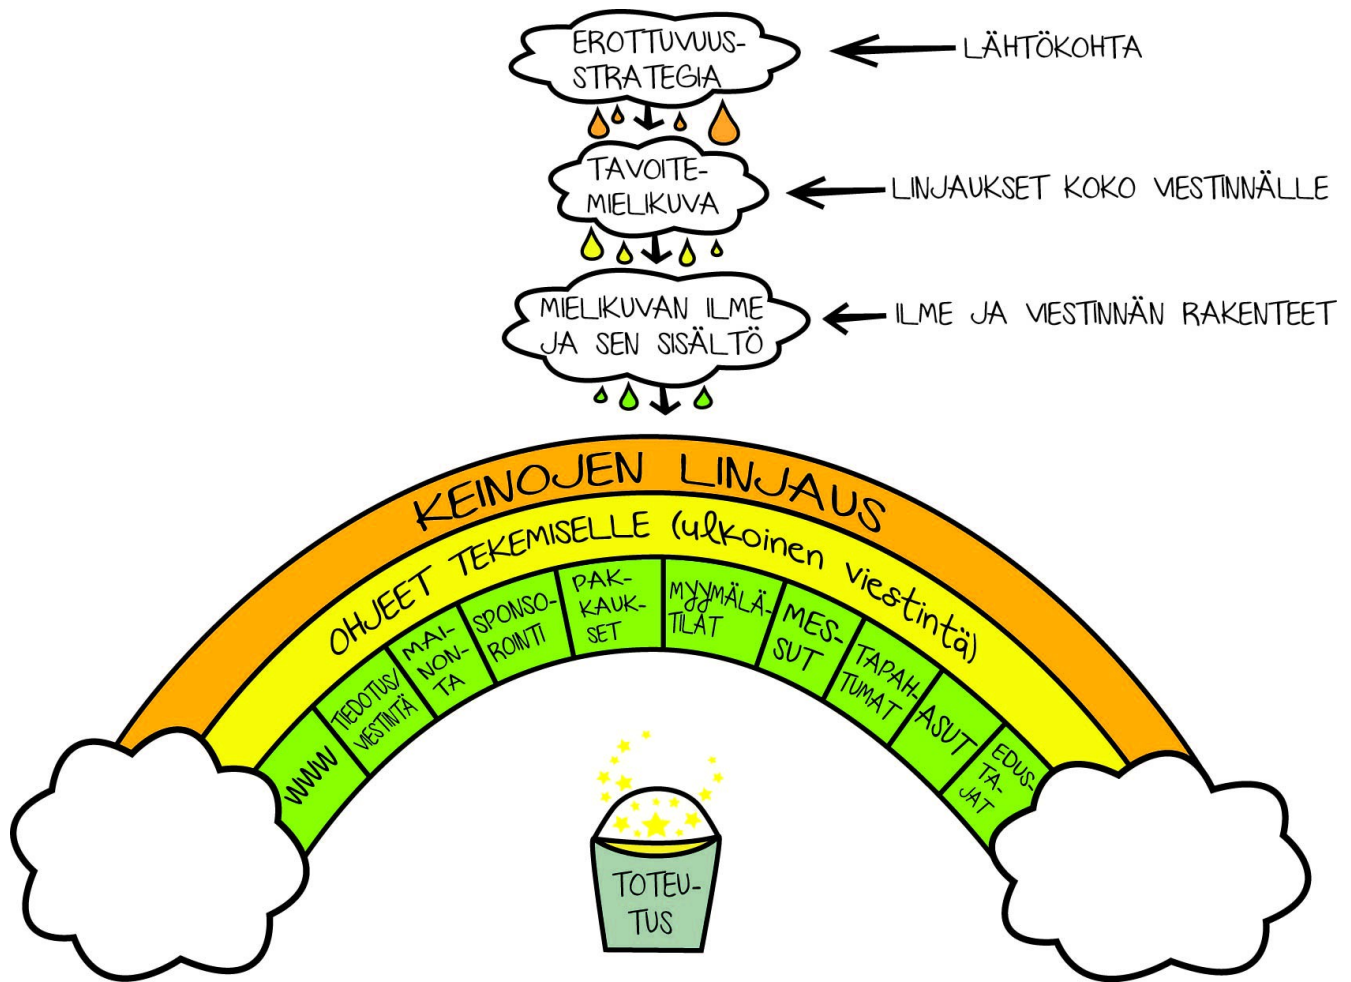 EROTTUVUUS-
STRATEGIA
LÄHTÖKOHTA
TAVOITE-
MIELIKUVA
LINJAUKSET KOKO VIESTINNÄLLE
MIELIKUVAN ILME
JA SEN SISÄLTÖ
ILME JA VIESTINNÄN RAKENTEET
KEINOJEN LINJAUS
OHJEET TEKEMISELLE (ulkoinen viestintä)
WWW
TIEDOTUS/
VIESTINTÄ
MAI-
NON-
TA
SPONSO-
ROINTI
PAK-
KAUK-
SET
MYYMÄLÄ-
TILAT
MES-
SUT
TAPAH-
TUMAT
ASUT
EDUS-
TA-
JAT
TOTEU-
TUS